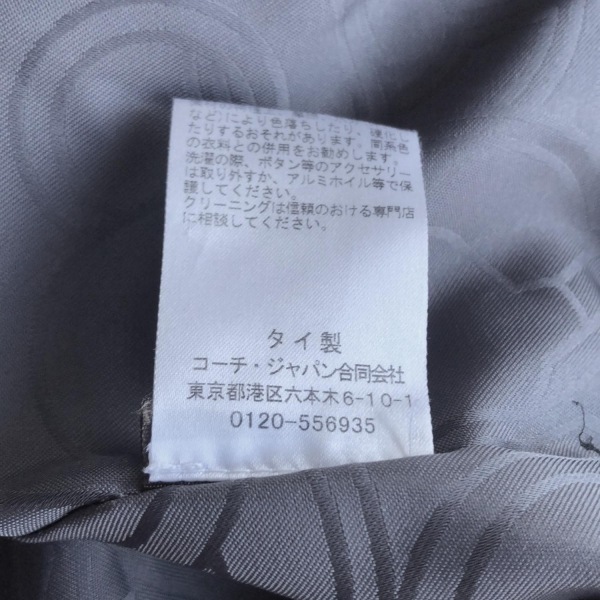 など)により色落ちしたり、硬化し
たりするおそれがあります。同系色
の衣料との併用をお勧めします。
洗濯の際、ボタン等のアクセサリー
は取り外すか、アルミホイル等で保
護してください。
クリーニングは信頼のおける専門店
に相談してください。
タイ製
コーチ・ジャパン合同会社
東京都港区六本木6-10-1
0120-556935